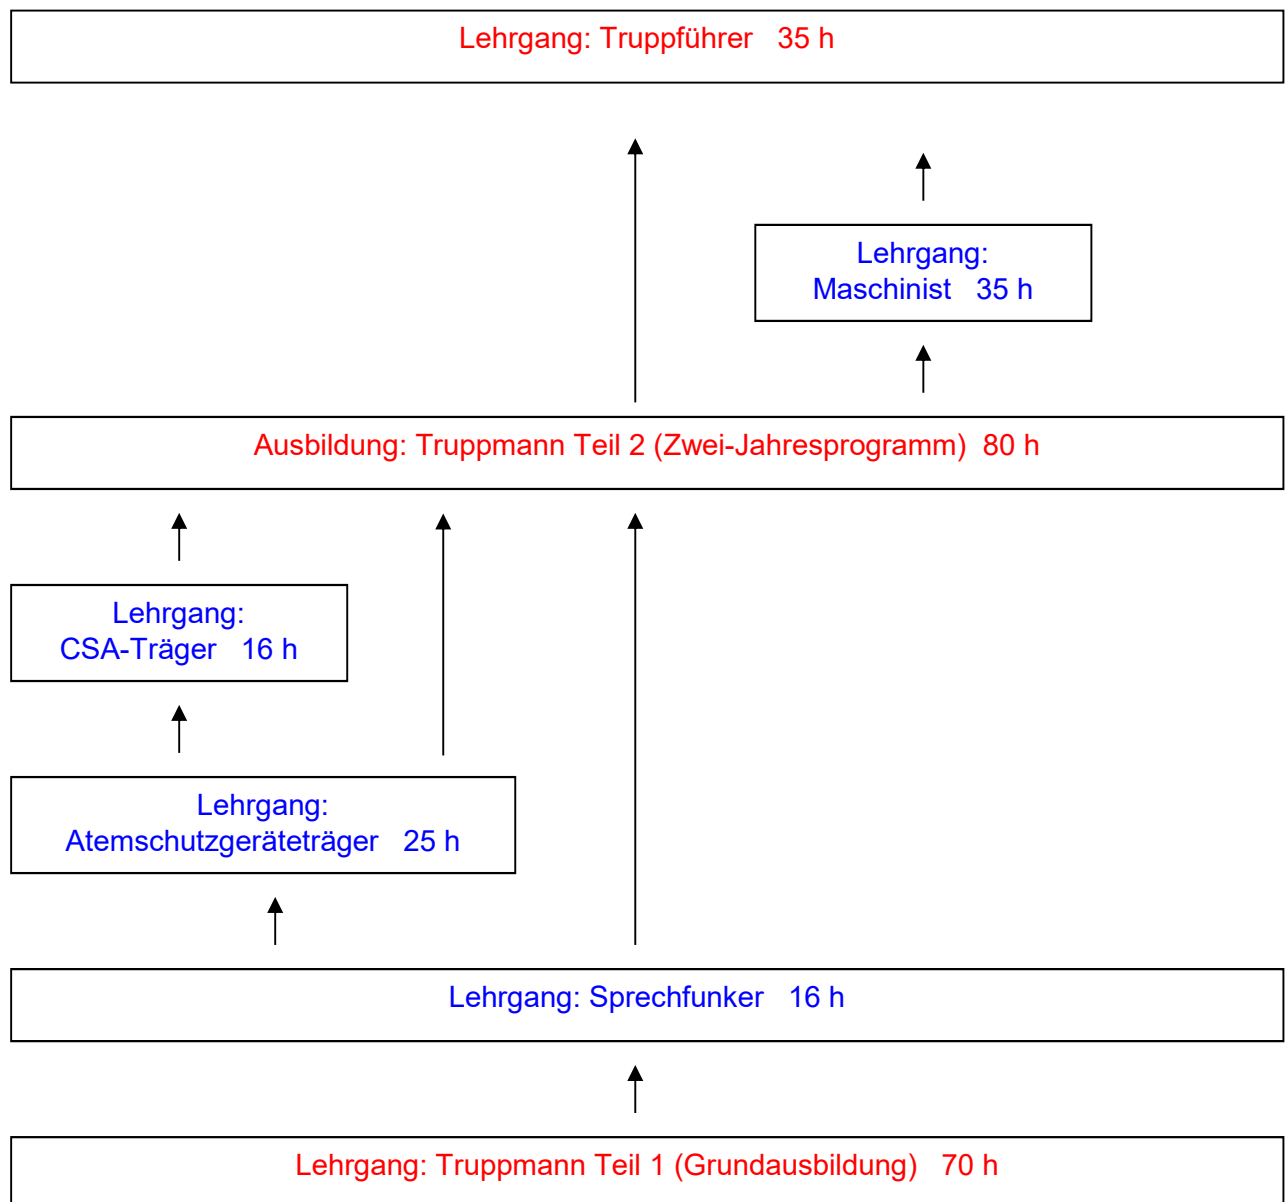 Lehrgang: Truppführer 35 h
Lehrgang:
Maschinist 35 h
Ausbildung: Truppmann Teil 2 (Zwei-Jahresprogramm) 80 h
Lehrgang:
CSA-Träger 16 h
Lehrgang:
Atemschutzgeräteträger 25 h
Lehrgang: Sprechfunker 16 h
Lehrgang: Truppmann Teil 1 (Grundausbildung) 70 h